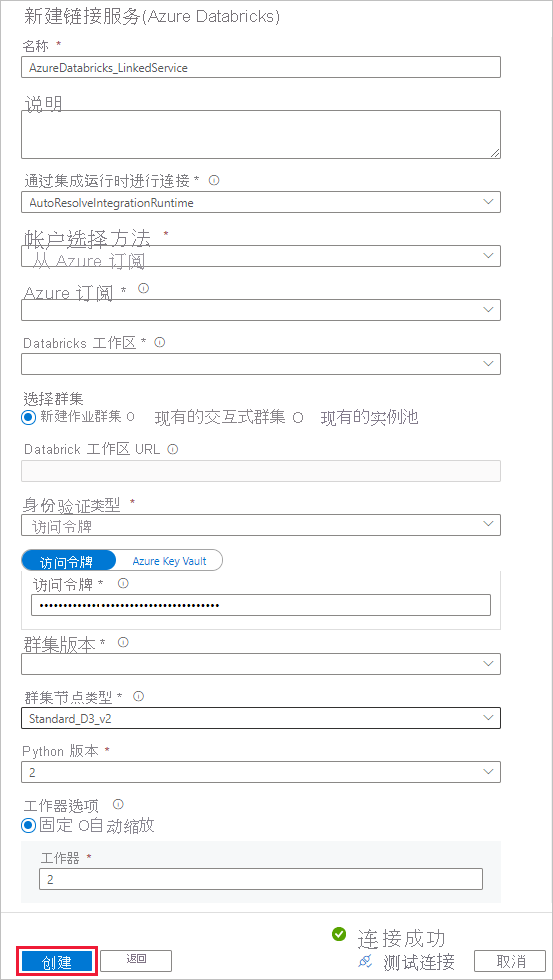 新建链接服务(Azure Databricks)
名称 *
AzureDatabricks_LinkedService
说明
通过集成运行时进行连接 *
AutoResolveIntegrationRuntime
帐户选择方法 *
从 Azure 订阅
Azure 订阅 *
Databricks 工作区 *
选择群集
新建作业群集 O 现有的交互式群集 O 现有的实例池
Databrick 工作区 URL
身份验证类型 *
访问令牌
访问令牌 Azure Key Vault
访问令牌 *
••••••••••••••••••••••••••••••••••••••
群集版本 *
群集节点类型 *
Standard_D3_v2
Python 版本 *
2
工作器选项
固定 O自动缩放
工作器 *
2
连接成功
创建 返回 测试连接 取消